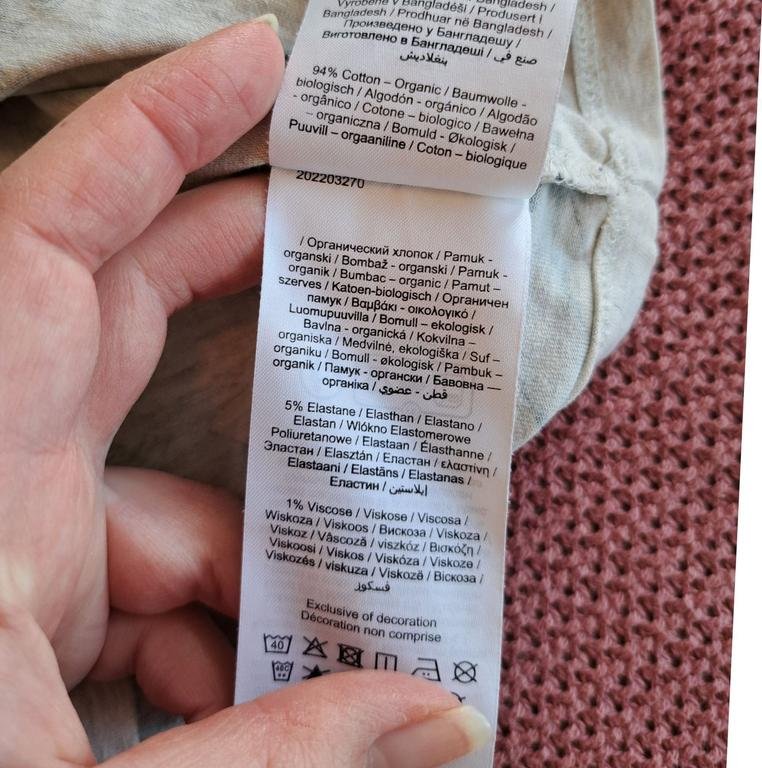 Bangladesh /
Vyrobené v Bangladéši / Produsert i
Bangladesh / Prodhuar në Bangladesh /
Произведено у Бангладешу /
Виготовлено в Бангладеші / صنع في
بنغلاديش
94% Cotton – Organic / Baumwolle -
biologisch / Algodón - orgánico / Algodão
- orgânico / Cotone – biologico / Bawełna
– organiczna / Bomuld - Økologisk /
Puuvill – orgaaniline / Coton – biologique
202203270
/ Органический хлопок / Pamuk -
organski / Bombaž - organski / Pamuk -
organik / Bumbac – organic / Pamut –
szerves / Katoen-biologisch / Органичен
памук / Βαμβάκι - οικολογικό /
Luomupuuvilla / Bomull – ekologisk /
Bavlna - organická / Kokvilna –
organiska / Medvilnė, ekologiška / Suf –
organiku / Bomull - økologisk / Pambuk –
organik / Памук - органски / Бавовна —
органіка / قطن - عضوي
5% Elastane / Elasthan / Elastano /
Elastan / Włókno Elastomerowe
Poliuretanowe / Elastaan / Élasthanne /
Эластан / Elasztán / Еластан / ελαστίνη /
Elastaani / Elastāns / Elastanas /
Еластин / إيلاستين
1% Viscose / Viskose / Viscosa /
Wiskoza / Viskoos / Вискоза / Viskoza /
Viskoz / Vâscoză / viszkóz / Βισκόζη /
Viskoosi / Viskos / Viskóza / Viskoze /
Viskozės / viskuza / Viskozë / Віскоза /
فسكوز
Exclusive of decoration
Décoration non comprise
40